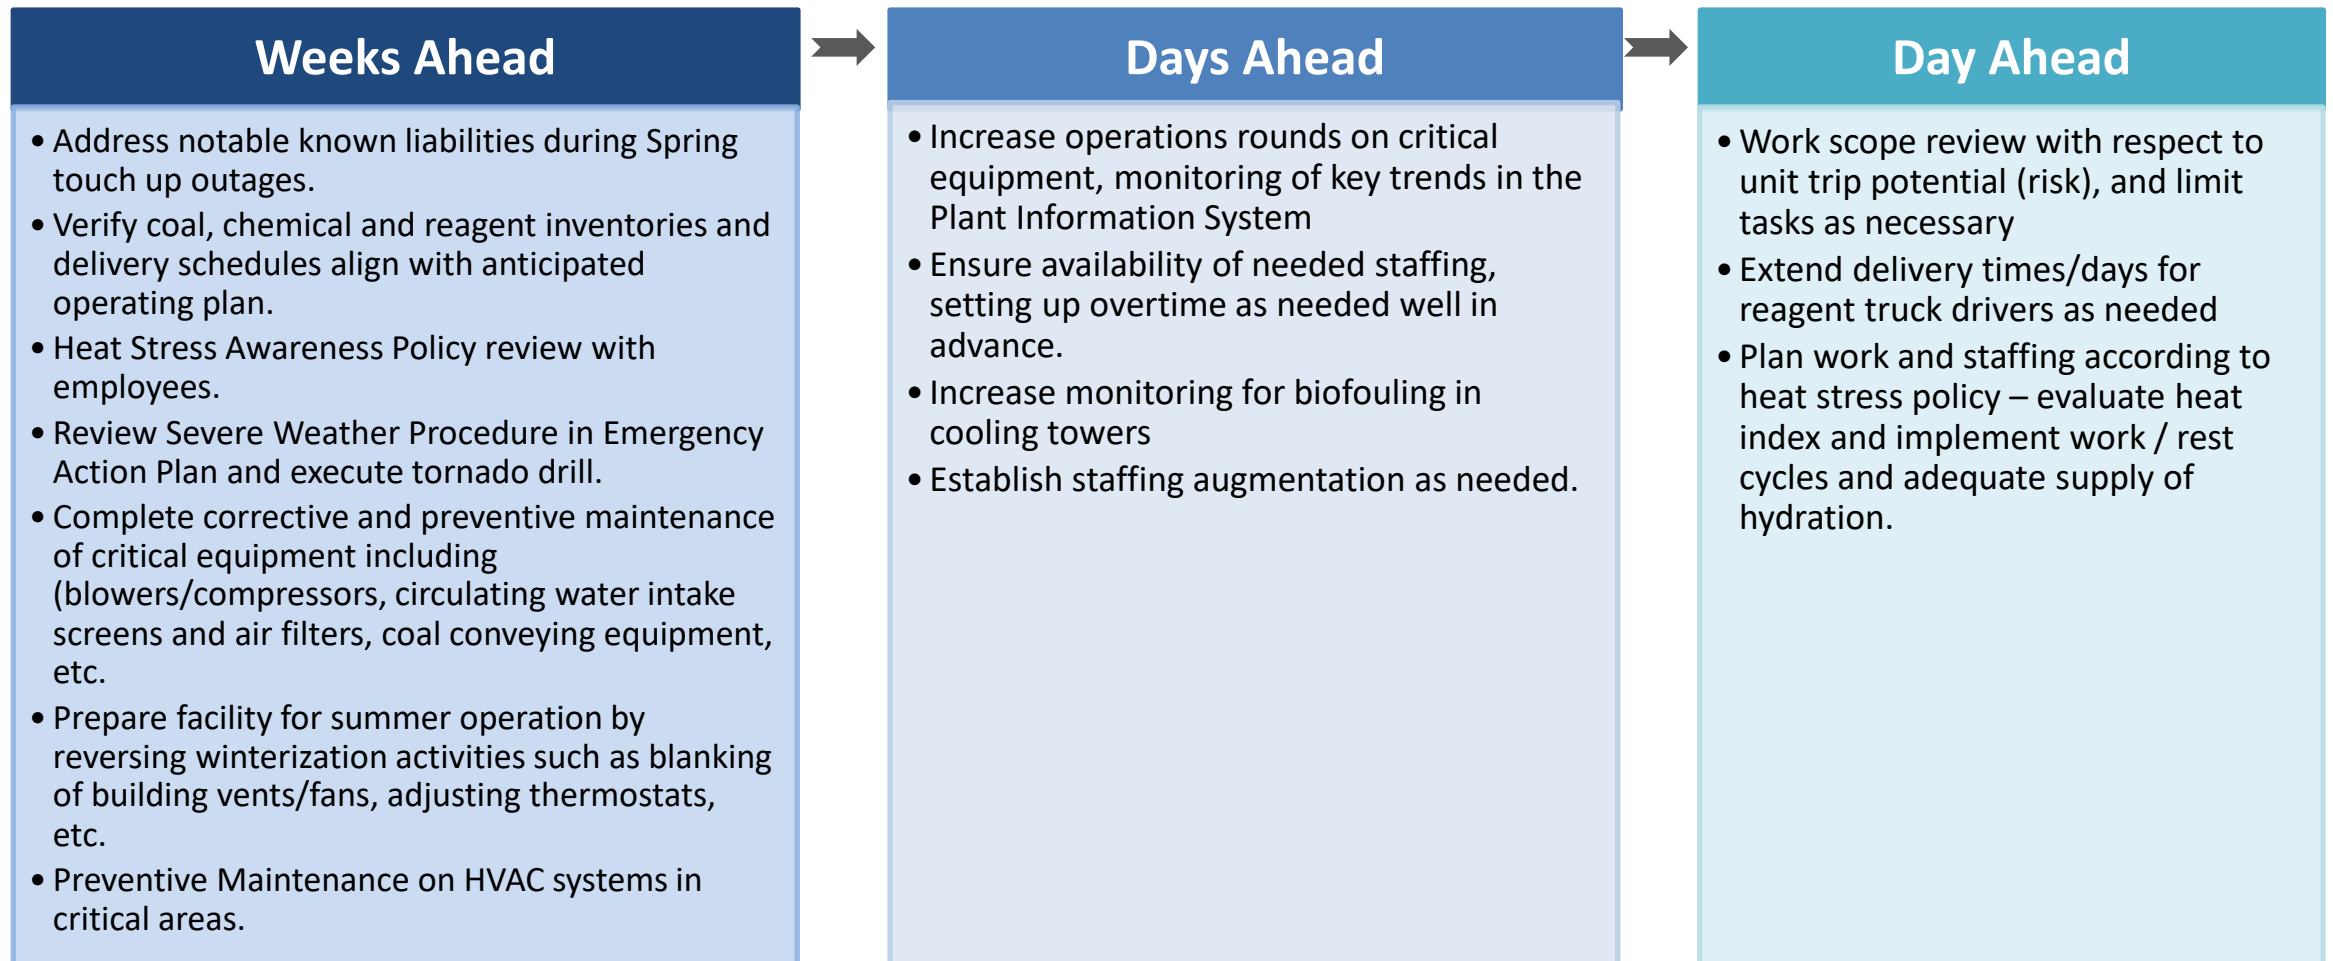 Weeks Ahead
• Address notable known liabilities during Spring
touch up outages.
• Verify coal, chemical and reagent inventories and
delivery schedules align with anticipated
operating plan.
• Heat Stress Awareness Policy review with
employees.
• Review Severe Weather Procedure in Emergency
Action Plan and execute tornado drill.
• Complete corrective and preventive maintenance
of critical equipment including
(blowers/compressors, circulating water intake
screens and air filters, coal conveying equipment,
etc.
• Prepare facility for summer operation by
reversing winterization activities such as blanking
of building vents/fans, adjusting thermostats,
etc.
• Preventive Maintenance on HVAC systems in
critical areas.
Days Ahead
• Increase operations rounds on critical
equipment, monitoring of key trends in the
Plant Information System
• Ensure availability of needed staffing,
setting up overtime as needed well in
advance.
• Increase monitoring for biofouling in
cooling towers
• Establish staffing augmentation as needed.
Day Ahead
• Work scope review with respect to
unit trip potential (risk), and limit
tasks as necessary
• Extend delivery times/days for
reagent truck drivers as needed
• Plan work and staffing according to
heat stress policy – evaluate heat
index and implement work / rest
cycles and adequate supply of
hydration.